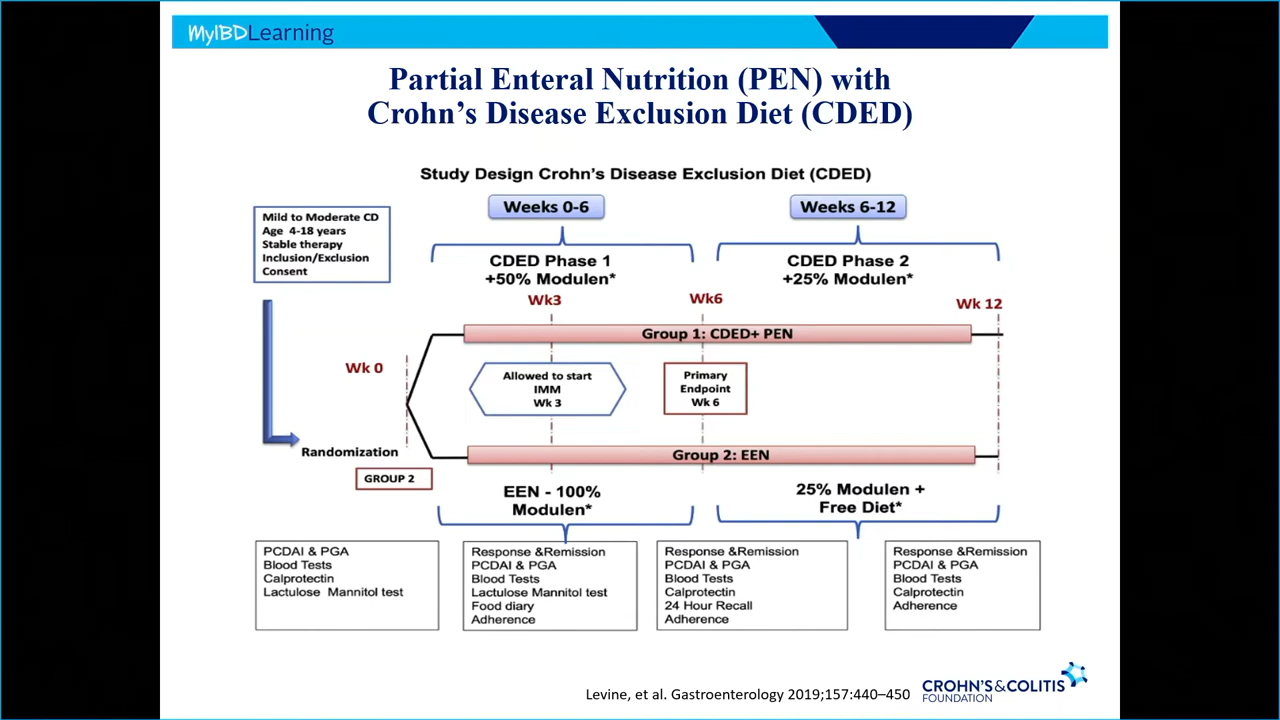 MyIBDLearning
Partial Enteral Nutrition (PEN) with
Crohn's Disease Exclusion Diet (CDED)
Study Design Crohn's Disease Exclusion Diet (CDED)
Weeks 0-6
Weeks 6-12
Mild to Moderate CD
Age 4-18 years
Stable therapy
Inclusion/Exclusion
Consent
CDED Phase 1
+50% Modulen*
CDED Phase 2
+25% Modulen*
Wk3
Wk6
Wk 12
Group 1: CDED+ PEN
Wk 0
Allowed to start
IMM
Wk 3
Primary
Endpoint
Wk 6
Randomization
Group 2: EEN
GROUP 2
EEN - 100%
Modulen*
25% Modulen +
Free Diet*
PCDAI & PGA
Blood Tests
Calprotectin
Lactulose Mannitol test
Response &Remission
PCDAI & PGA
Blood Tests
Lactulose Mannitol test
Food diary
Adherence
Response &Remission
PCDAI & PGA
Blood Tests
Calprotectin
24 Hour Recall
Adherence
Response &Remission
PCDAI & PGA
Blood Tests
Calprotectin
Adherence
Levine, et al. Gastroenterology 2019;157:440–450
CROHN'S&COLITIS
FOUNDATION